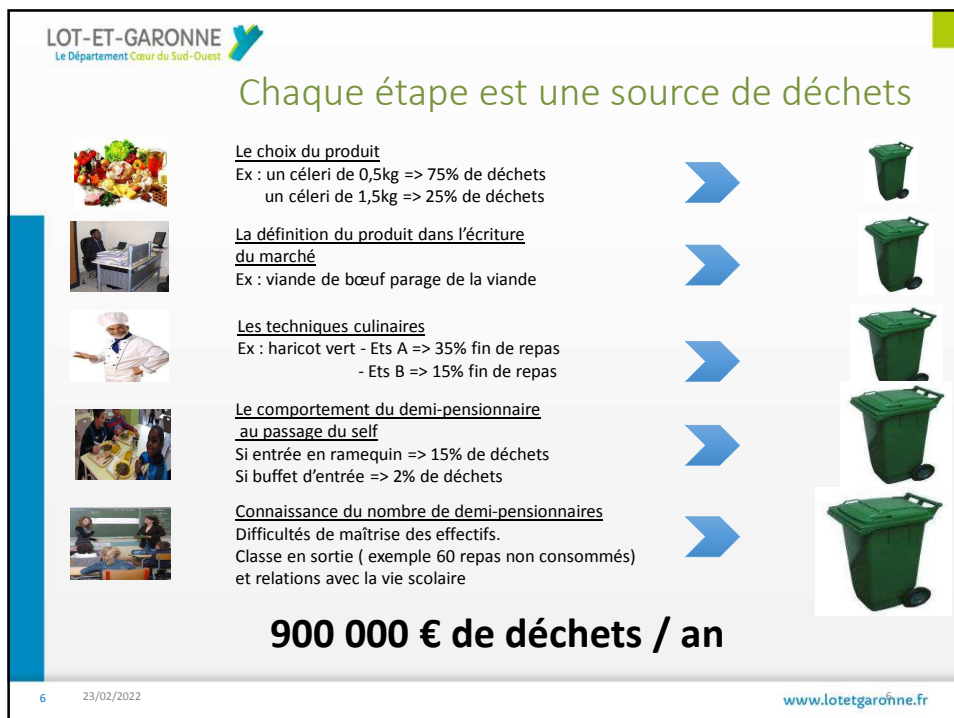 LOT-ET-GARONNE
Le Département Cœur du Sud-Ouest
Chaque étape est une source de déchets
Le choix du produit
Ex : un céleri de 0,5kg => 75% de déchets
un céleri de 1,5kg => 25% de déchets
La définition du produit dans l'écriture
du marché
Ex : viande de bœuf parage de la viande
Les techniques culinaires
Ex : haricot vert - Ets A => 35% fin de repas
- Ets B => 15% fin de repas
Le comportement du demi-pensionnaire
au passage du self
Si entrée en ramequin => 15% de déchets
Si buffet d'entrée => 2% de déchets
Connaissance du nombre de demi-pensionnaires
Difficultés de maîtrise des effectifs.
Classe en sortie ( exemple 60 repas non consommés)
et relations avec la vie scolaire
900 000 € de déchets / an
6
23/02/2022
www.lotetgaronne.fr
6